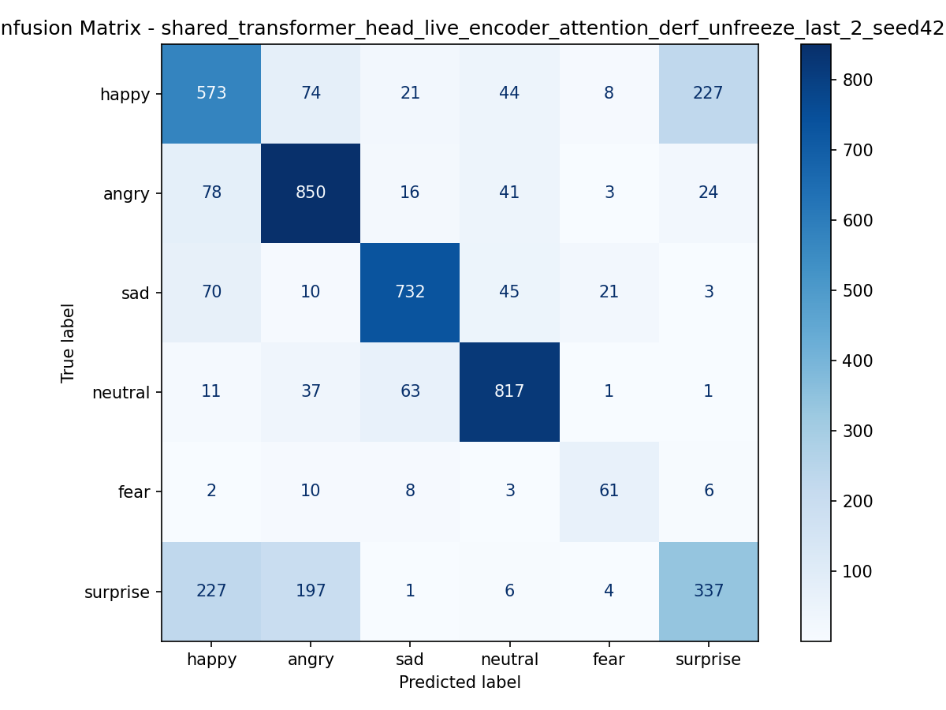 nfusion Matrix - shared_transformer_head_live_encoder_attention_derf_unfreeze_last_2_seed42
True label
happy 573 74 21 44 8 227
angry 78 850 16 41 3 24
sad 70 10 732 45 21 3
neutral 11 37 63 817 1 1
fear 2 10 8 3 61 6
surprise 227 197 1 6 4 337
happy angry sad neutral fear surprise
Predicted label
800
700
600
500
400
300
200
100